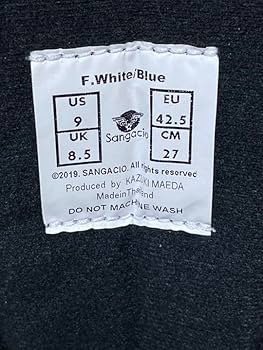 F.White/Blue
US
9
UK
8.5
Sangacio
EU
42.5
CM
27
©2019. SANGACIO. All rights reserved
Produced by KAZUKI MAEDA
MadeinThailand
DO NOT MACHINE WASH